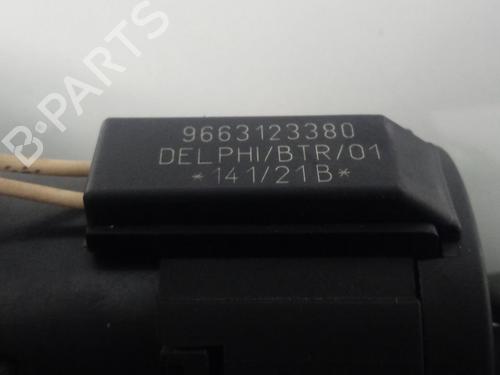 B-PARTS
9663123380
DELPHI/BTR/01
*141/21B*